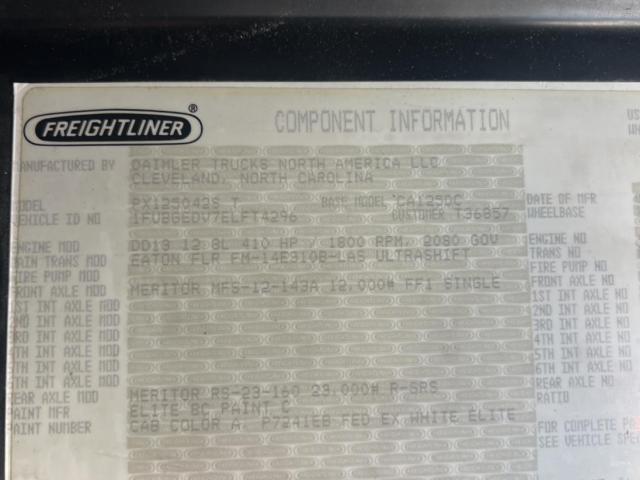 FREIGHTLINER®
COMPONENT INFORMATION
US
WH
MANUFACTURED BY DAIMLER TRUCKS NORTH AMERICA LLC
CLEVELAND, NORTH CAROLINA
MODEL PX125042S T BASE MODEL CA125DC DATE OF MFR
VEHICLE ID NO 1FUBGEDV7ELFT4296 CUSTOMER T36857 WHEELBASE
ENGINE MOD DD13 12.8L 410 HP / 1800 RPM, 2080 GOV ENGINE NO
MAIN TRANS MOD EATON FLR FM-14E310B-LAS ULTRASHIFT TRANS NO
FIRE PUMP MOD FIRE PUMP NO
FRONT AXLE MOD MERITOR MFS-12-143A 12,000# FF1 SINGLE FRONT AXLE NO
1ST INT AXLE MOD 1ST INT AXLE NO
2ND INT AXLE MOD 2ND INT AXLE NO
3RD INT AXLE MOD 3RD INT AXLE NO
4TH INT AXLE MOD 4TH INT AXLE NO
5TH INT AXLE MOD 5TH INT AXLE NO
6TH INT AXLE MOD 6TH INT AXLE NO
REAR AXLE MOD MERITOR RS-23-160 23,000# R-SRS REAR AXLE NO
PAINT MFR ELITE BC PAINT C RATIO
PAINT NUMBER CAB COLOR A. P7241EB FED EX WHITE ELITE
FOR COMPLETE PA
SEE VEHICLE SPE